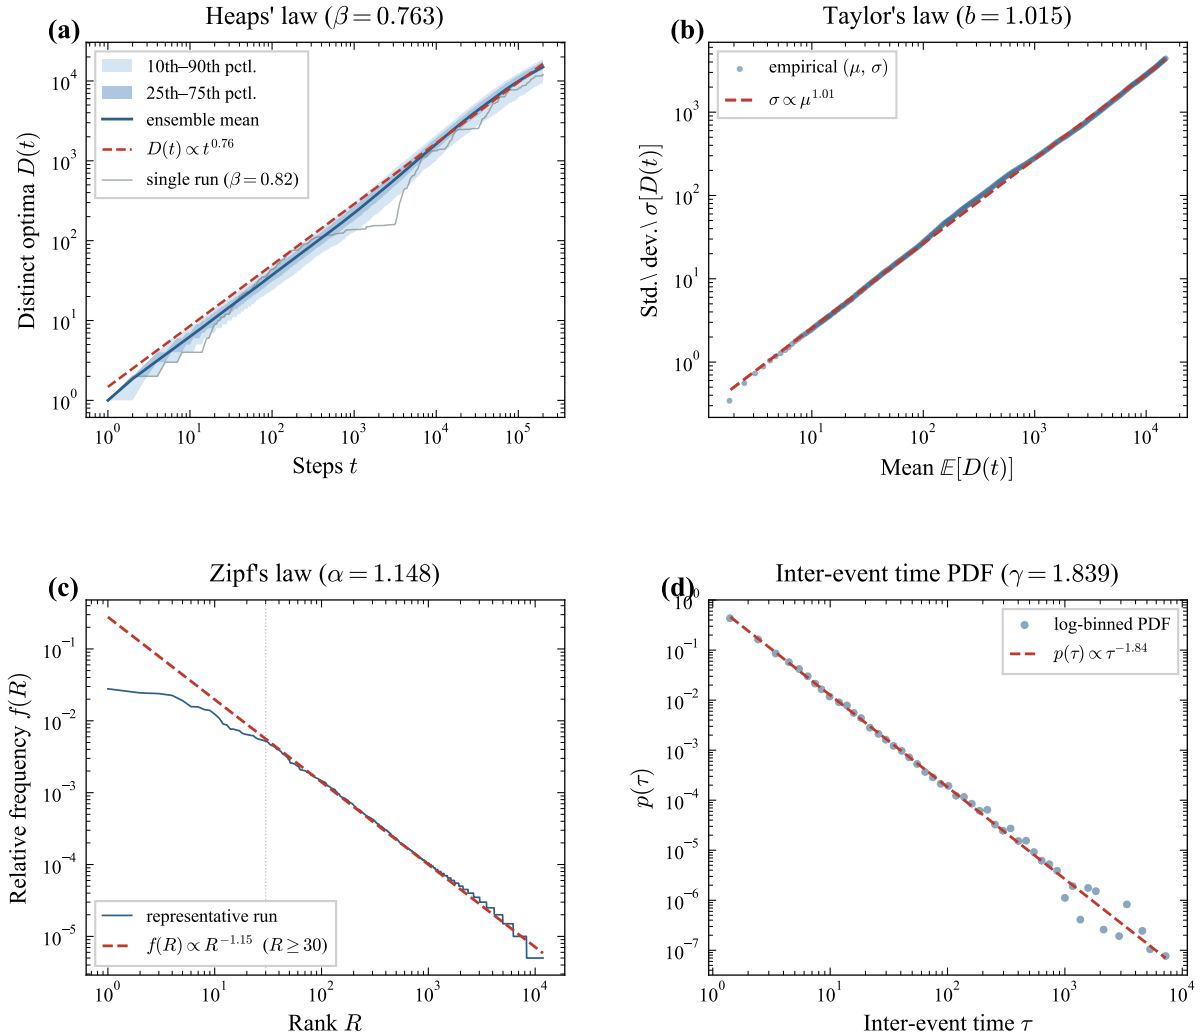 (a) Heaps' law (β = 0.763)
10th–90th pctl.
25th–75th pctl.
ensemble mean
D(t) ∝ t^0.76
single run (β = 0.82)
Distinct optima D(t)
10^4
10^3
10^2
10^1
10^0
10^0 10^1 10^2 10^3 10^4 10^5
Steps t
(b) Taylor's law (b = 1.015)
empirical (μ, σ)
σ ∝ μ^1.01
Std.\ dev.\ σ[D(t)]
10^3
10^2
10^1
10^0
10^1 10^2 10^3 10^4
Mean 𝔼[D(t)]
(c) Zipf's law (α = 1.148)
Relative frequency f(R)
10^−1
10^−2
10^−3
10^−4
10^−5
representative run
f(R) ∝ R^−1.15 (R ≥ 30)
10^0 10^1 10^2 10^3 10^4
Rank R
(d) Inter-event time PDF (γ = 1.839)
log-binned PDF
p(τ) ∝ τ^−1.84
p(τ)
10^0
10^−1
10^−2
10^−3
10^−4
10^−5
10^−6
10^−7
10^0 10^1 10^2 10^3 10^4
Inter-event time τ